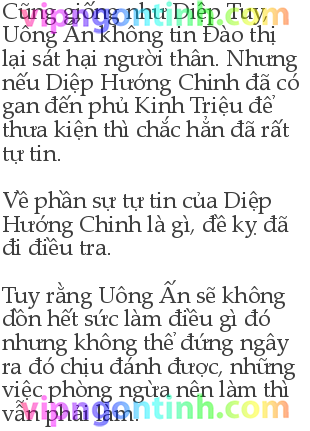 Cũng giống như Diệp Tuy,
Uông Ấn không tin Đào thị
lại sát hại người thân. Nhưng
nếu Diệp Hướng Chinh đã có
gan đến phủ Kinh Triệu để
thưa kiện thì chắc hẳn đã rất
tự tin.
Về phần sự tự tin của Diệp
Hướng Chinh là gì, đề kỵ đã
đi điều tra.
Tuy rằng Uông Ấn sẽ không
dồn hết sức làm điều gì đó
nhưng không thể đứng ngây
ra đó chịu đánh được, những
việc phòng ngừa nên làm thì
vẫn phải làm.
vipngontinh.com
vipngontinh.com